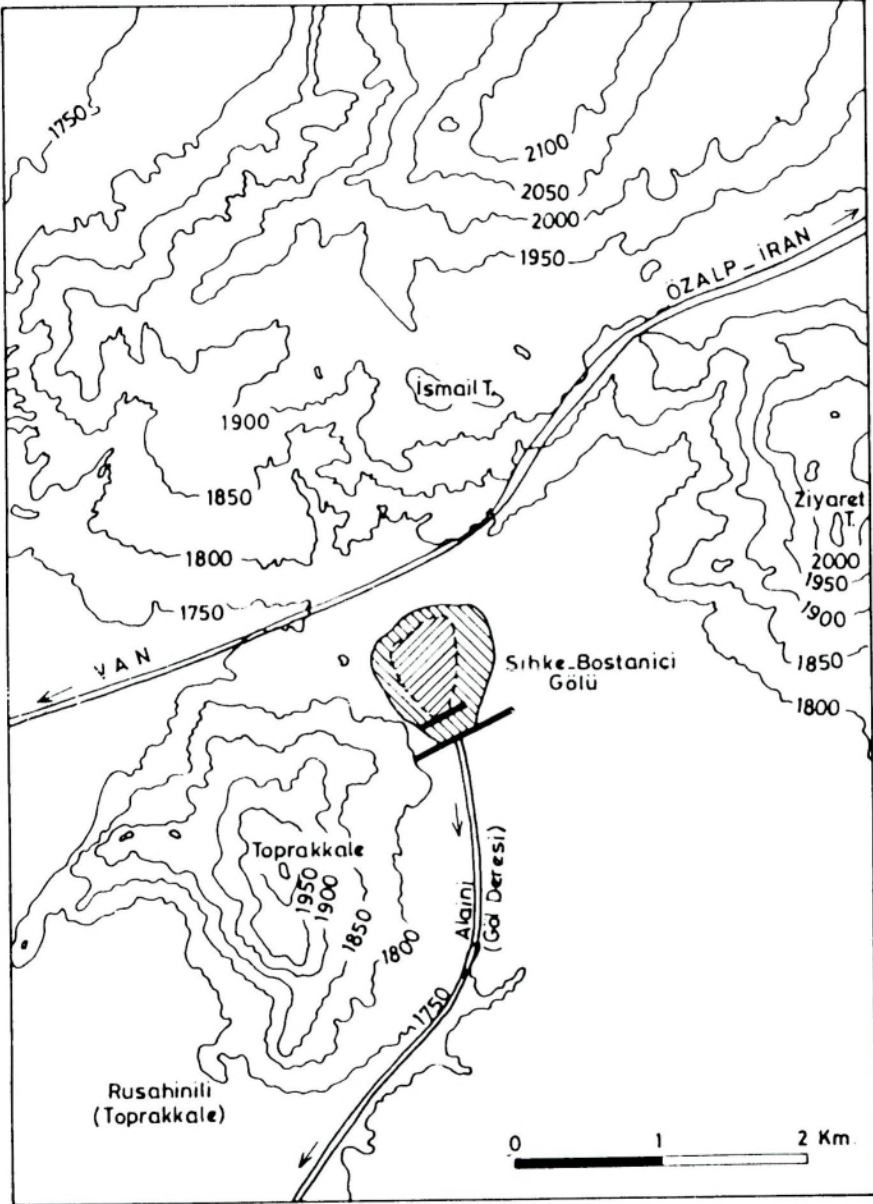 1750
2100
2050
2000
1950
ÖZALP_İRAN
İsmail T.
1900
1850
Ziyaret
T.
1800
2000
1950
1750
1900
VAN
Sıhke_Bostanici
Gölü
1850
1800
Toprakkale
1950
1900
1850
1800
Alaini
(Göl Deresi)
1750
Rusahinili
(Toprakkale)
0 1 2 Km.